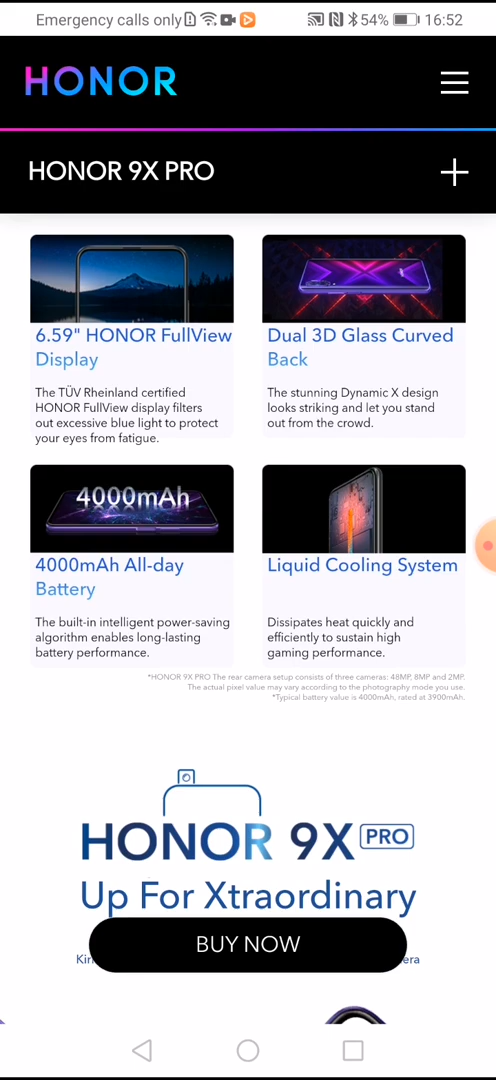 Emergency calls only
54% 16:52
HONOR
HONOR 9X PRO
6.59" HONOR FullView
Display
The TÜV Rheinland certified
HONOR FullView display filters
out excessive blue light to protect
your eyes from fatigue.
Dual 3D Glass Curved
Back
The stunning Dynamic X design
looks striking and let you stand
out from the crowd.
4000mAh
4000mAh All-day
Battery
The built-in intelligent power-saving
algorithm enables long-lasting
battery performance.
Liquid Cooling System
Dissipates heat quickly and
efficiently to sustain high
gaming performance.
*HONOR 9X PRO The rear camera setup consists of three cameras: 48MP, 8MP and 2MP.
The actual pixel value may vary according to the photography mode you use.
*Typical battery value is 4000mAh, rated at 3900mAh.
HONOR 9X PRO
Up For Xtraordinary
BUY NOW